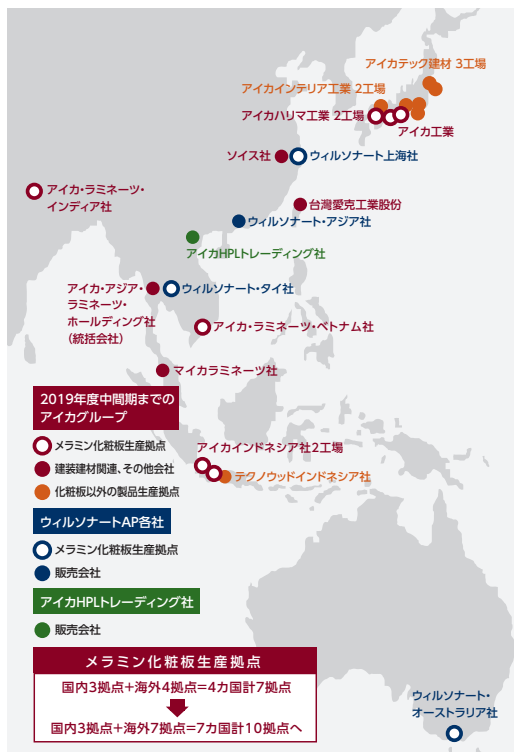 アイカテック建材 3工場
アイカインテリア工業 2工場
アイカハリマ工業 2工場
アイカ工業
ソイス社
ウィルソナート上海社
アイカ・ラミネーツ・
インディア社
台灣愛克工業股份
ウィルソナート・アジア社
アイカHPLトレーディング社
アイカ・アジア・
ラミネーツ・
ホールディング社
(統括会社)
ウィルソナート・タイ社
アイカ・ラミネーツ・ベトナム社
マイカラミネーツ社
2019年度中間期までの
アイカグループ
メラミン化粧板生産拠点
建装建材関連、その他会社
化粧板以外の製品生産拠点
アイカインドネシア社2工場
テクノウッドインドネシア社
ウィルソナートAP各社
メラミン化粧板生産拠点
販売会社
アイカHPLトレーディング社
販売会社
メラミン化粧板生産拠点
国内3拠点+海外4拠点=4カ国計7拠点
国内3拠点+海外7拠点=7カ国計10拠点へ
ウィルソナート・
オーストラリア社